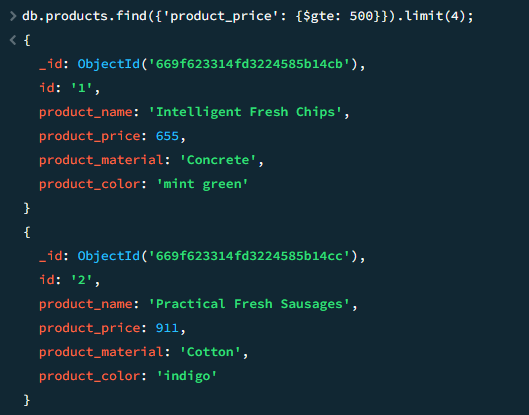 > db.products.find({'product_price': {$gte: 500}}).limit(4);
< {
_id: ObjectId('669f623314fd3224585b14cb'),
id: '1',
product_name: 'Intelligent Fresh Chips',
product_price: 655,
product_material: 'Concrete',
product_color: 'mint green'
}
{
_id: ObjectId('669f623314fd3224585b14cc'),
id: '2',
product_name: 'Practical Fresh Sausages',
product_price: 911,
product_material: 'Cotton',
product_color: 'indigo'
}